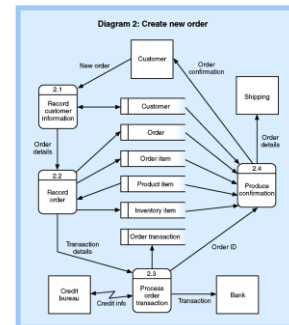 Diagram 2: Create new order
Customer
New order
Order
confirmation
2.1
Record
customer
information
Shipping
Customer
Order
Order item
Product item
Inventory item
Order transaction
Order
details
Order
details
2.2
Record
order
2.4
Produce
confirmation
Transaction
details
Order ID
2.3
Process
order
transaction
Credit
bureau
Credit info
Transaction
Bank